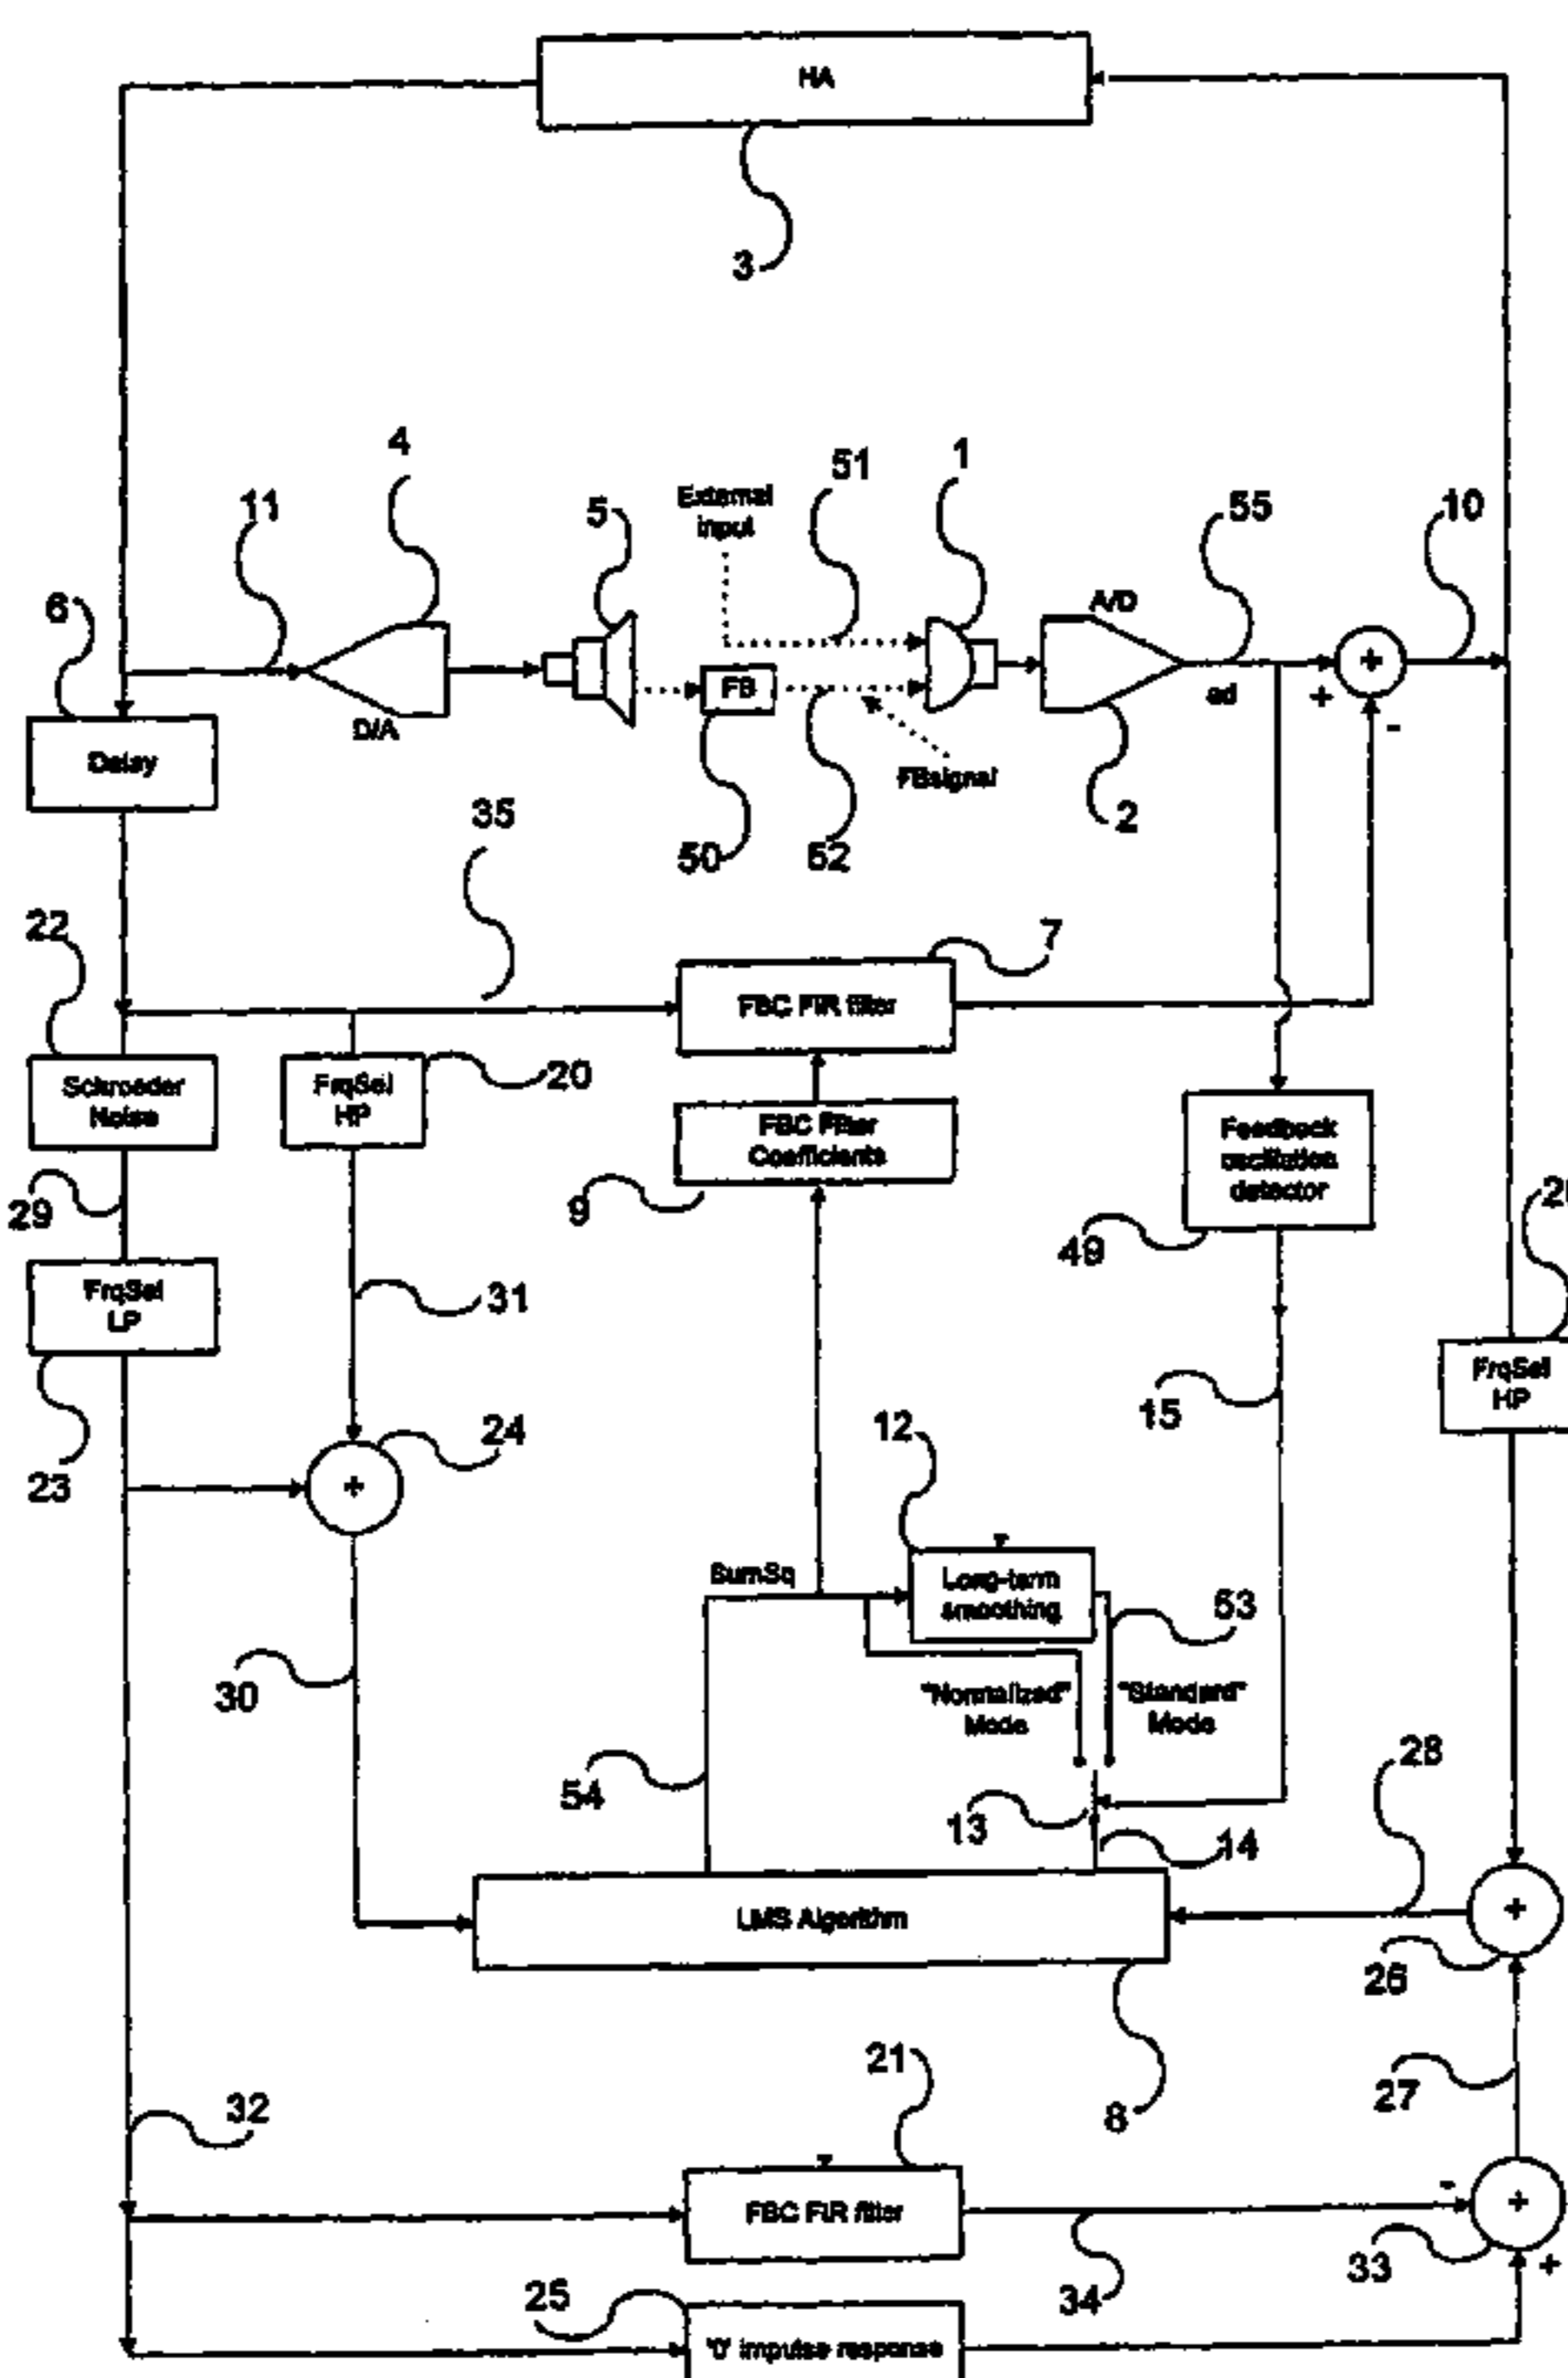 HA
3
4
51
1
External
input
5
55
10
11
A/D
6
+
FB
ad
+
-
D/A
Delay
FBsignal
2
35
50
52
22
7
FBC FIR filter
Schroeder
Noise
FrqSel
HP
20
FBC Filter
Coefficients
Feedback
oscillation
detector
29
9
49
FrqSel
LP
31
FrqSel
HP
15
12
24
23
+
SumSq
Long-term
smoothing
53
30
"Normalized"
Mode
"Standard"
Mode
28
54
13
14
LMS Algorithm
+
26
21
27
32
8
-
FBC FIR filter
+
33
+
25
34
'0' impulse response